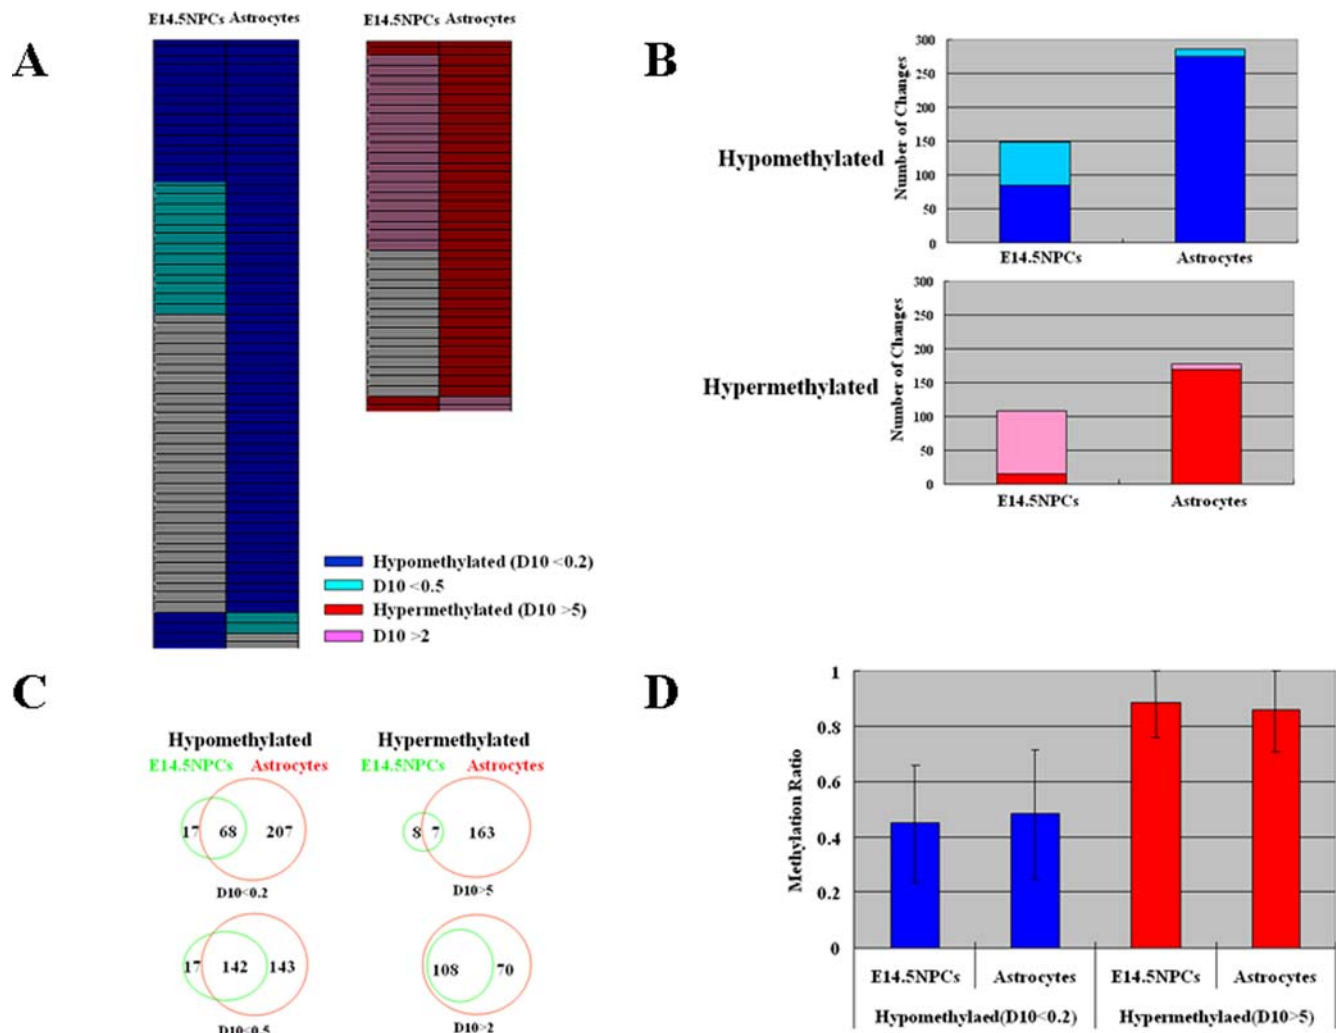 A
E14.5NPCs Astrocytes
E14.5NPCs Astrocytes
Hypomethylated (D10 <0.2)
D10 <0.5
Hypermethylated (D10 >5)
D10 >2
B
Hypomethylated
Number of Changes
300
250
200
150
100
50
0
E14.5NPCs
Astrocytes
Hypermethylated
Number of Changes
300
250
200
150
100
50
0
E14.5NPCs
Astrocytes
C
Hypomethylated
E14.5NPCs Astrocytes
17 68 207
D10<0.2
17 142 143
D10<0.5
Hypermethylated
E14.5NPCs Astrocytes
8 7 163
D10>5
108 70
D10>2
D
Methylation Ratio
1
0.8
0.6
0.4
0.2
0
E14.5NPCs
Astrocytes
E14.5NPCs
Astrocytes
Hypomethylaed(D10<0.2)
Hypermethylaed(D10>5)